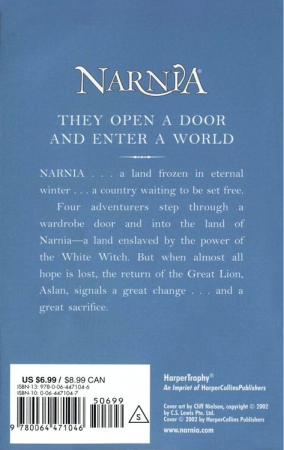 NARNIA®
THEY OPEN A DOOR
AND ENTER A WORLD
NARNIA . . . a land frozen in eternal
winter . . . a country waiting to be set free.
Four adventurers step through a
wardrobe door and into the land of
Narnia—a land enslaved by the power of
the White Witch. But when almost all
hope is lost, the return of the Great Lion,
Aslan, signals a great change . . . and a
great sacrifice.
US $6.99 / $8.99 CAN
ISBN-13: 978-0-06-447104-6
ISBN-10: 0-06-447104-7
50699
S
9 780064 471046
HarperTrophy®
An Imprint of HarperCollinsPublishers
Cover art by Cliff Nielsen, copyright © 2002
by C.S. Lewis Pte. Ltd.
Cover © 2002 by HarperCollins Publishers
www.narnia.com